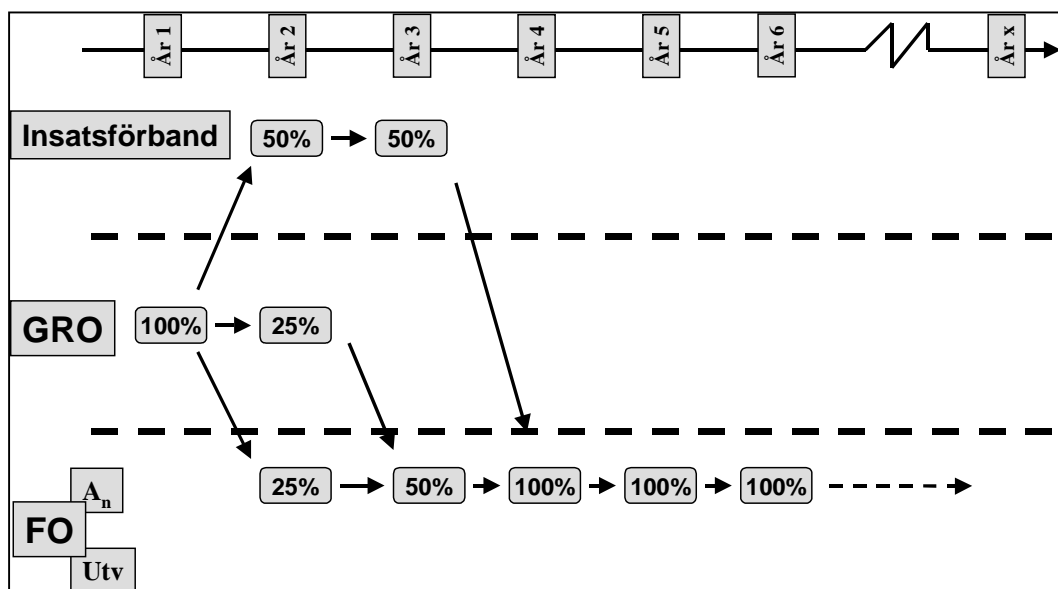 År 1
År 2
År 3
År 4
År 5
År 6
År x
Insatsförband
50%
50%
GRO
100%
25%
FO
An
Utv
25%
50%
100%
100%
100%